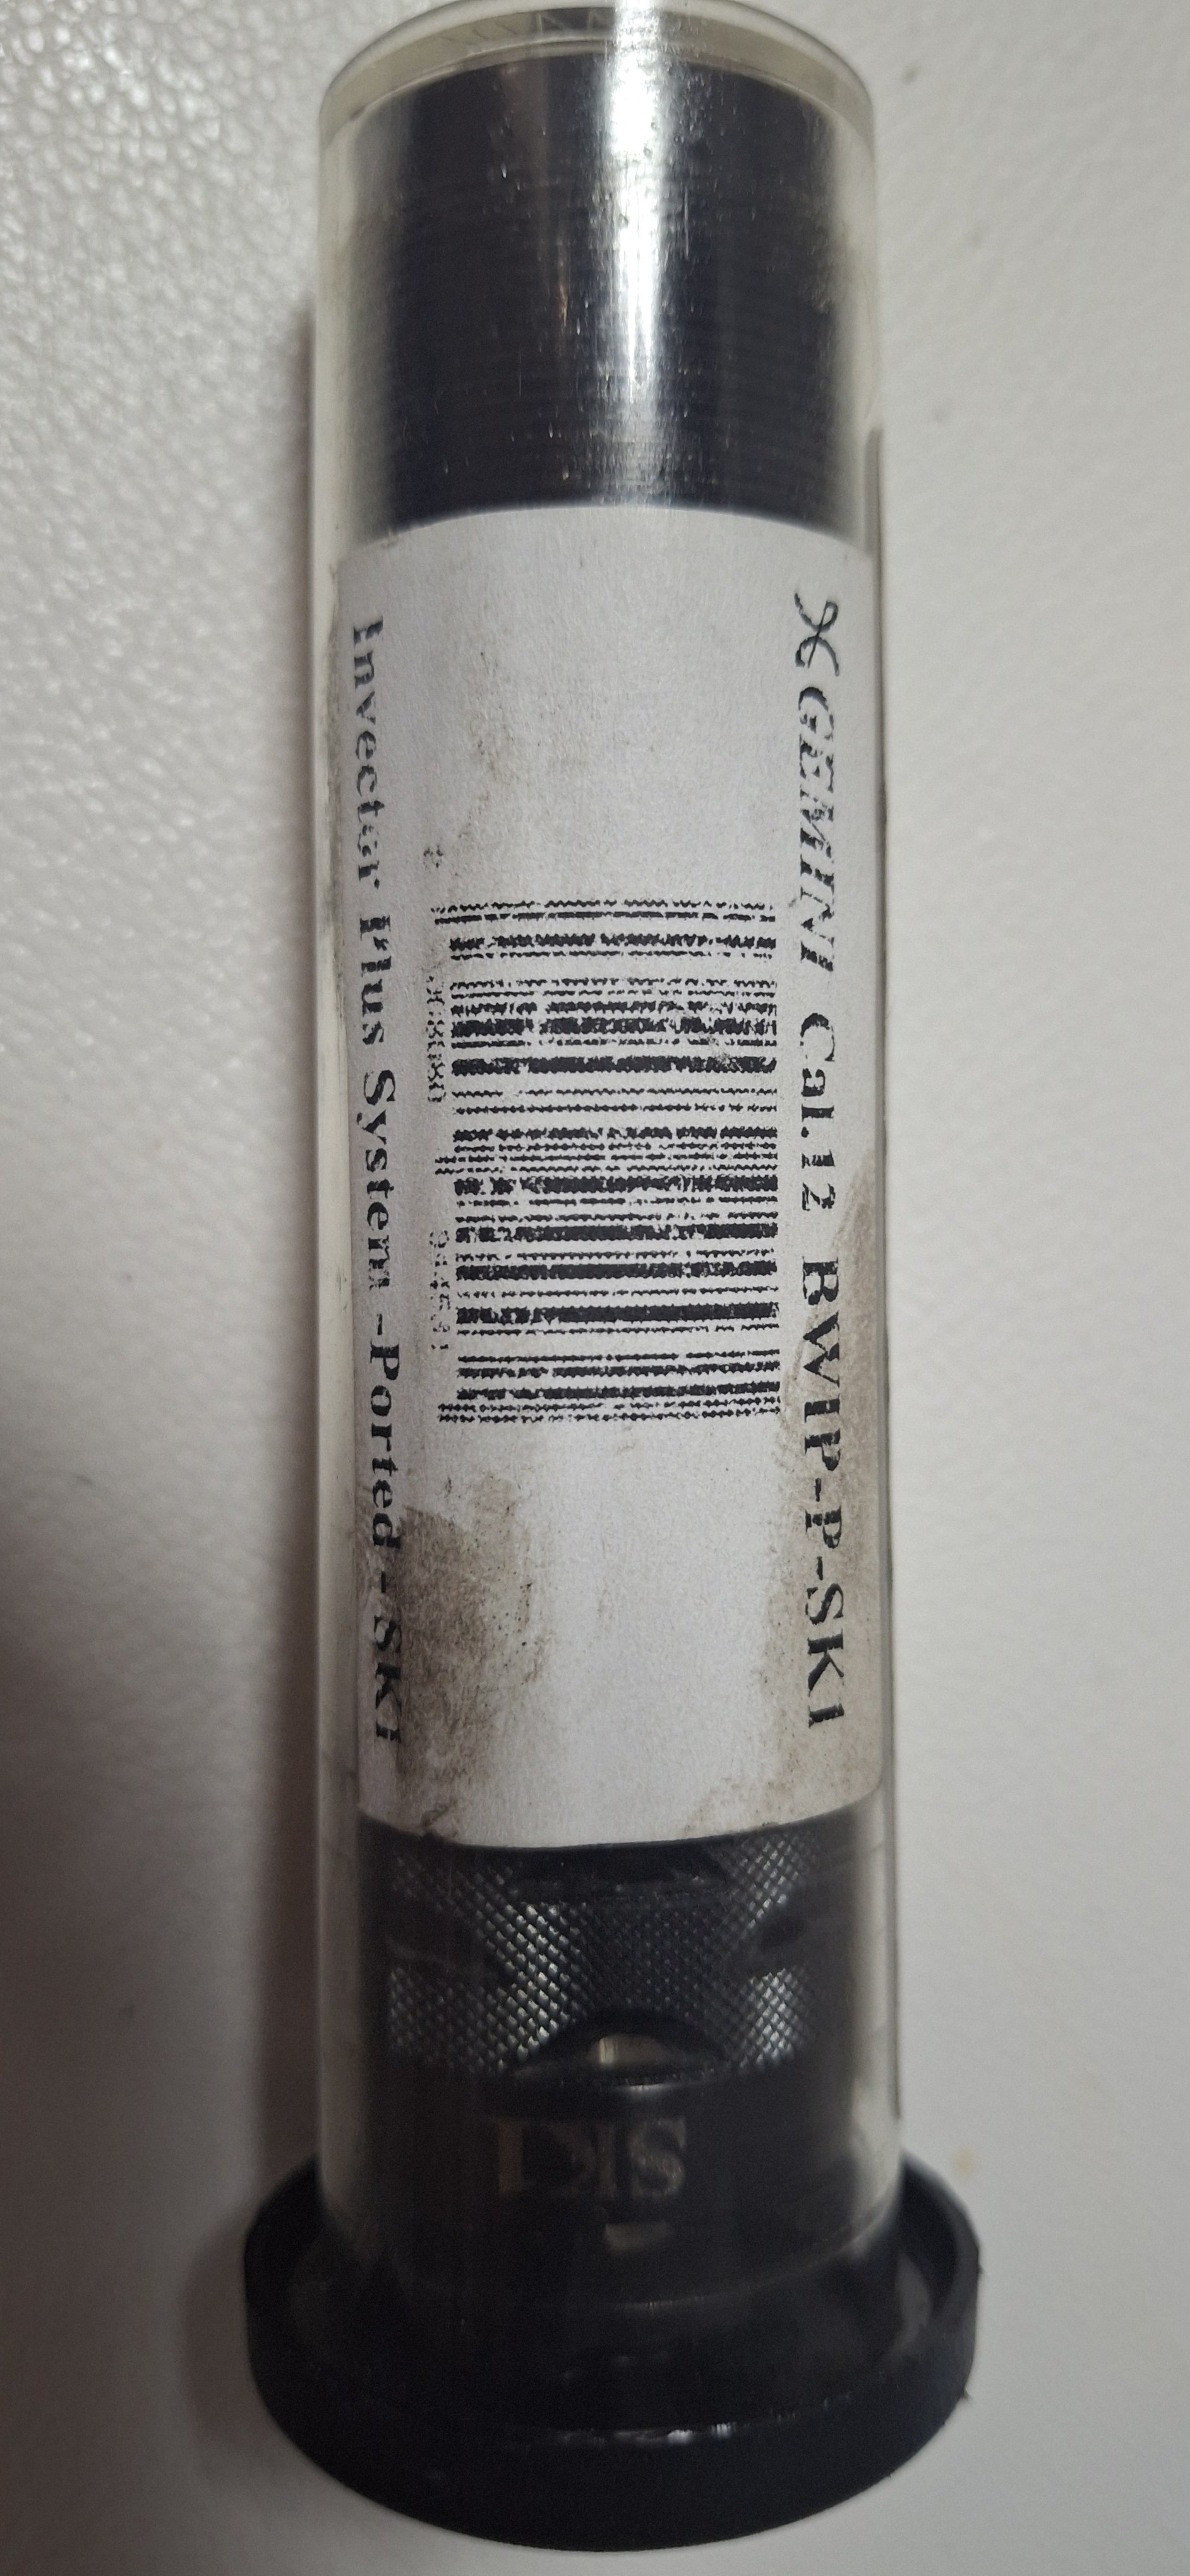 GEMINI Cal.12 BWIP-P-SK1
Invector Plus System -Ported - SK1
SK1